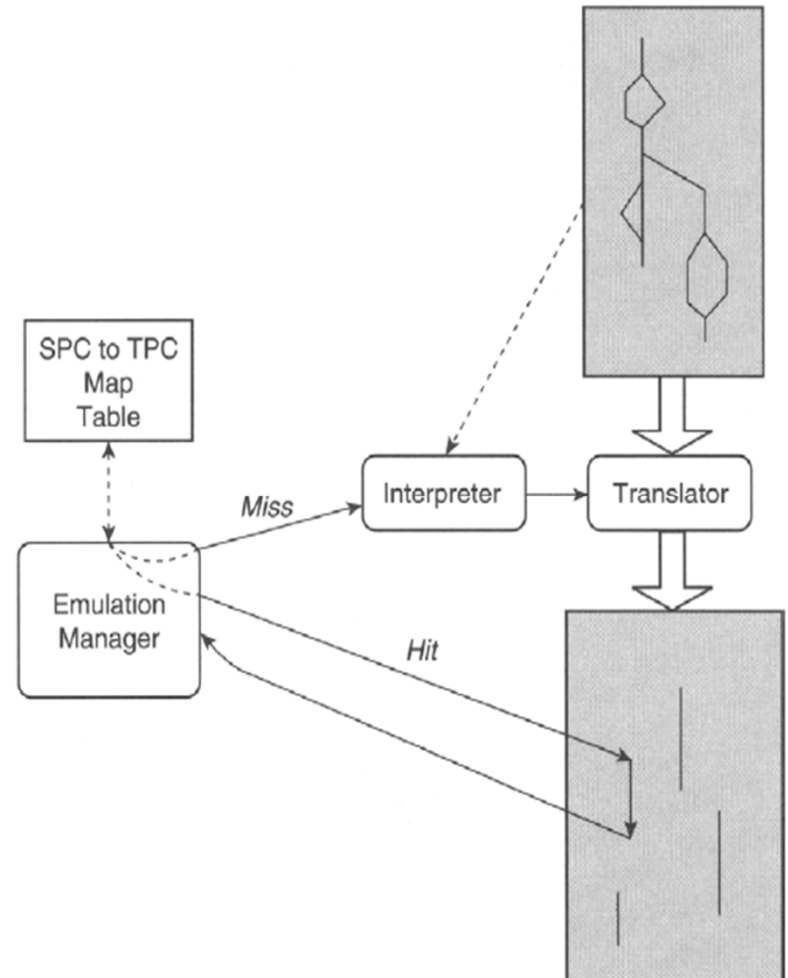 SPC to TPC
Map
Table
Miss
Interpreter
Translator
Emulation
Manager
Hit